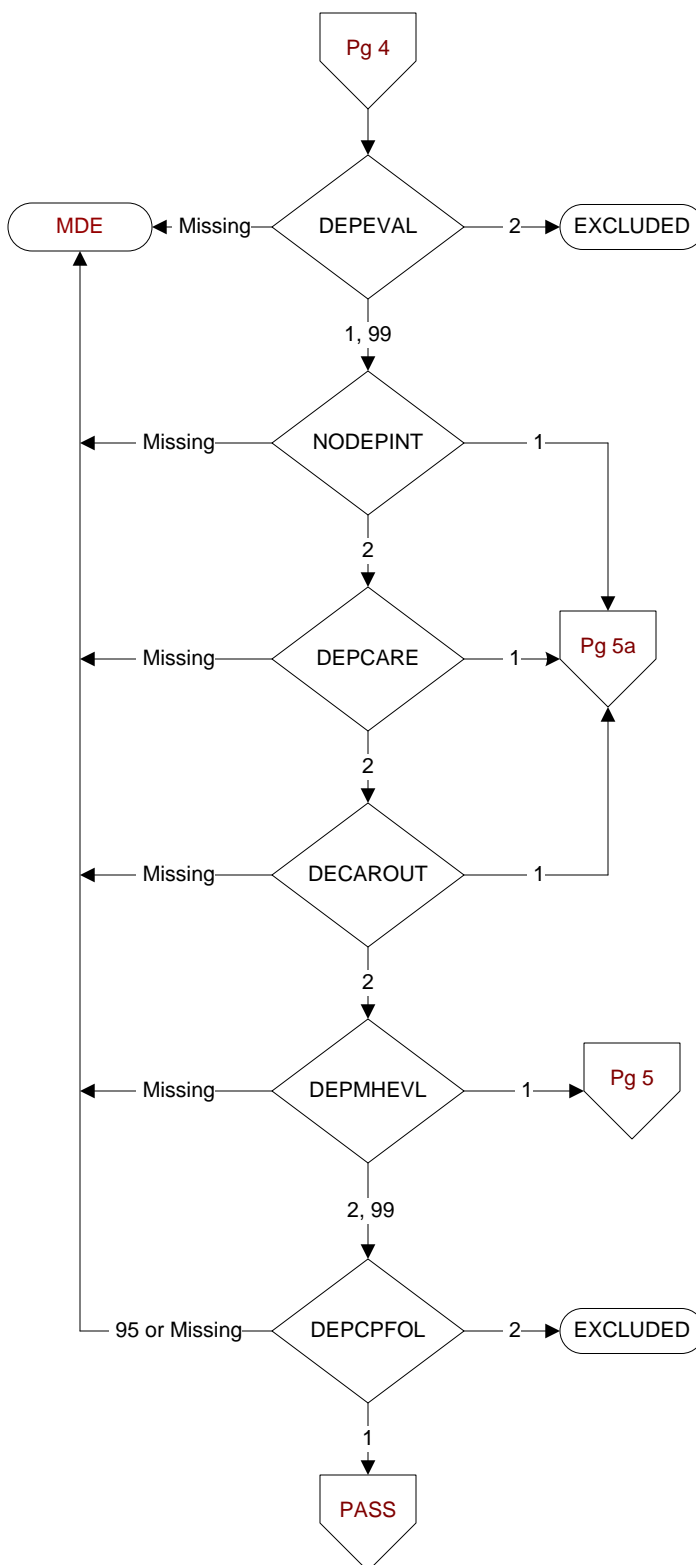 Pg 4
MDE
Missing
DEPEVAL
2
EXCLUDED
1, 99
Missing
NODEPINT
1
2
Missing
DEPCARE
1
Pg 5a
2
Missing
DECAROUT
1
2
Missing
DEPMHEVL
1
Pg 5
2, 99
95 or Missing
DEPCPFOL
2
EXCLUDED
1
PASS